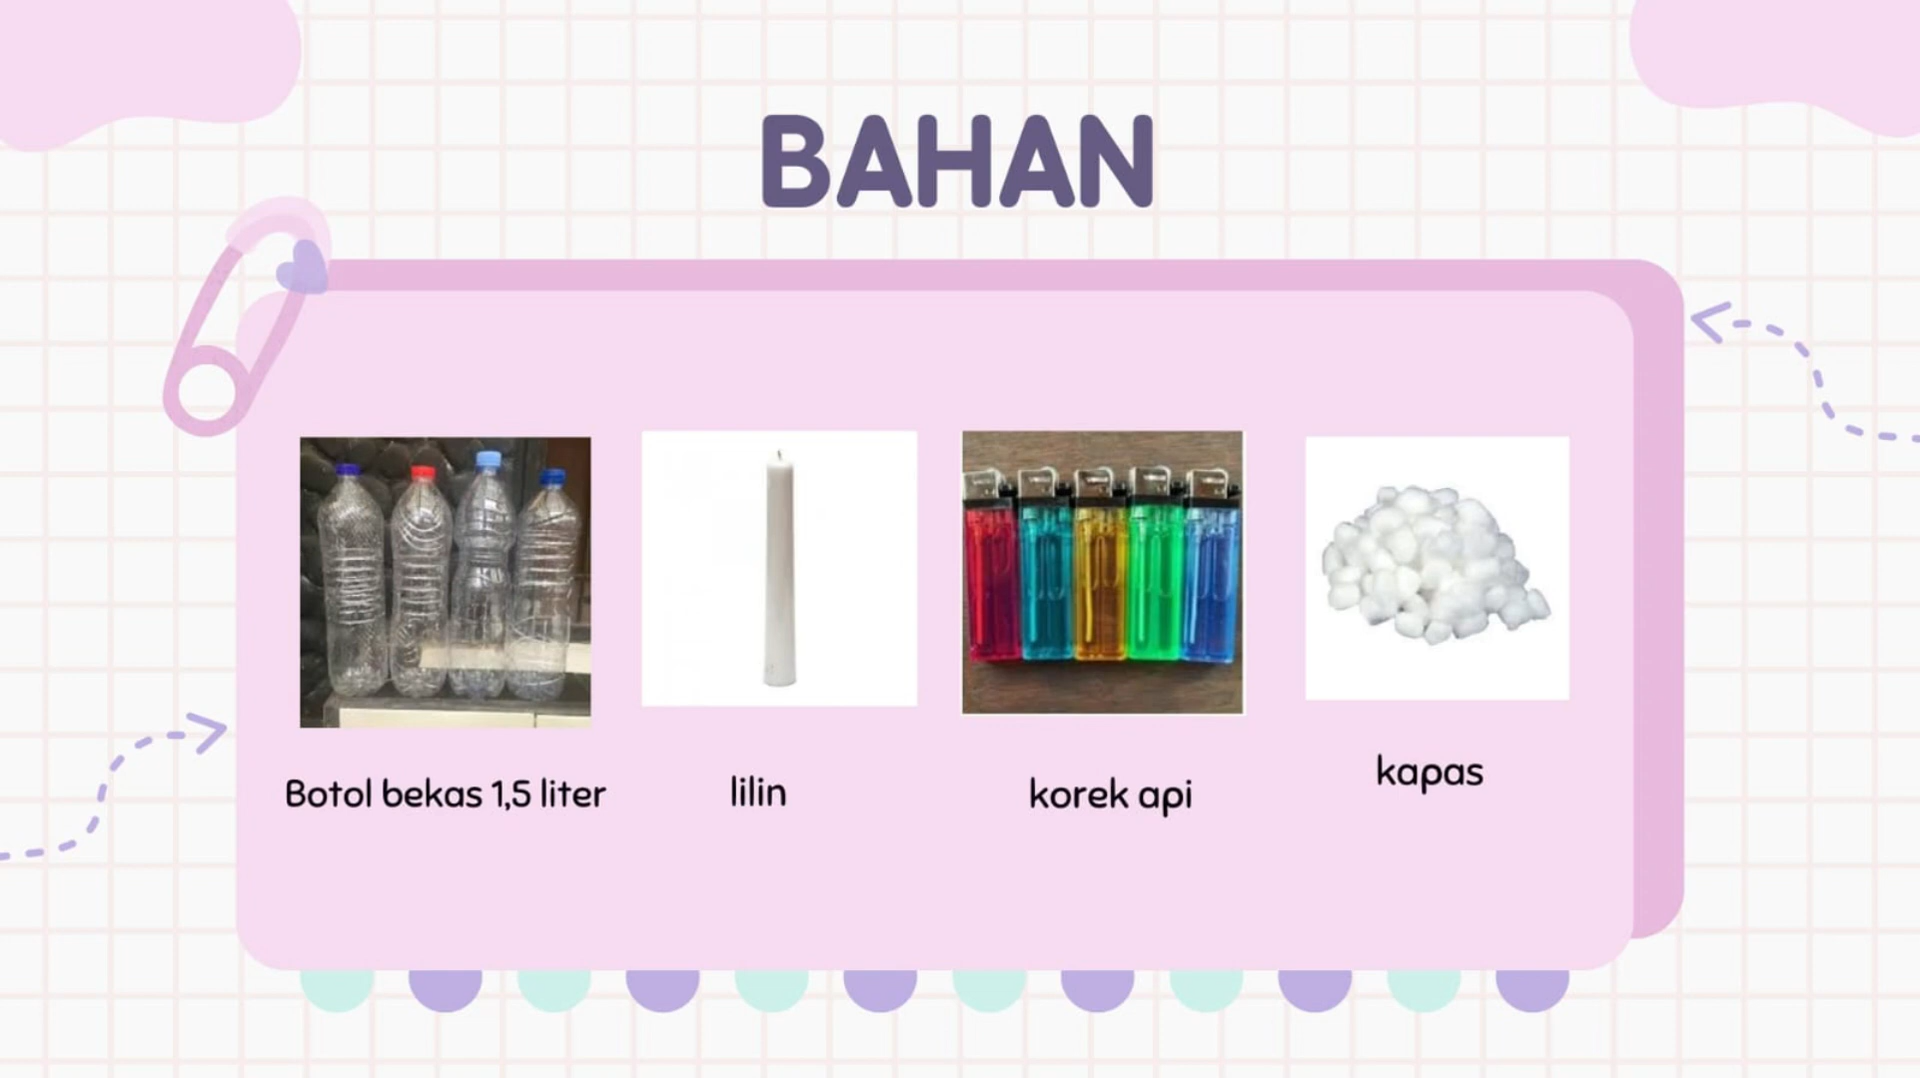 BAHAN
Botol bekas 1,5 liter
lilin
korek api
kapas